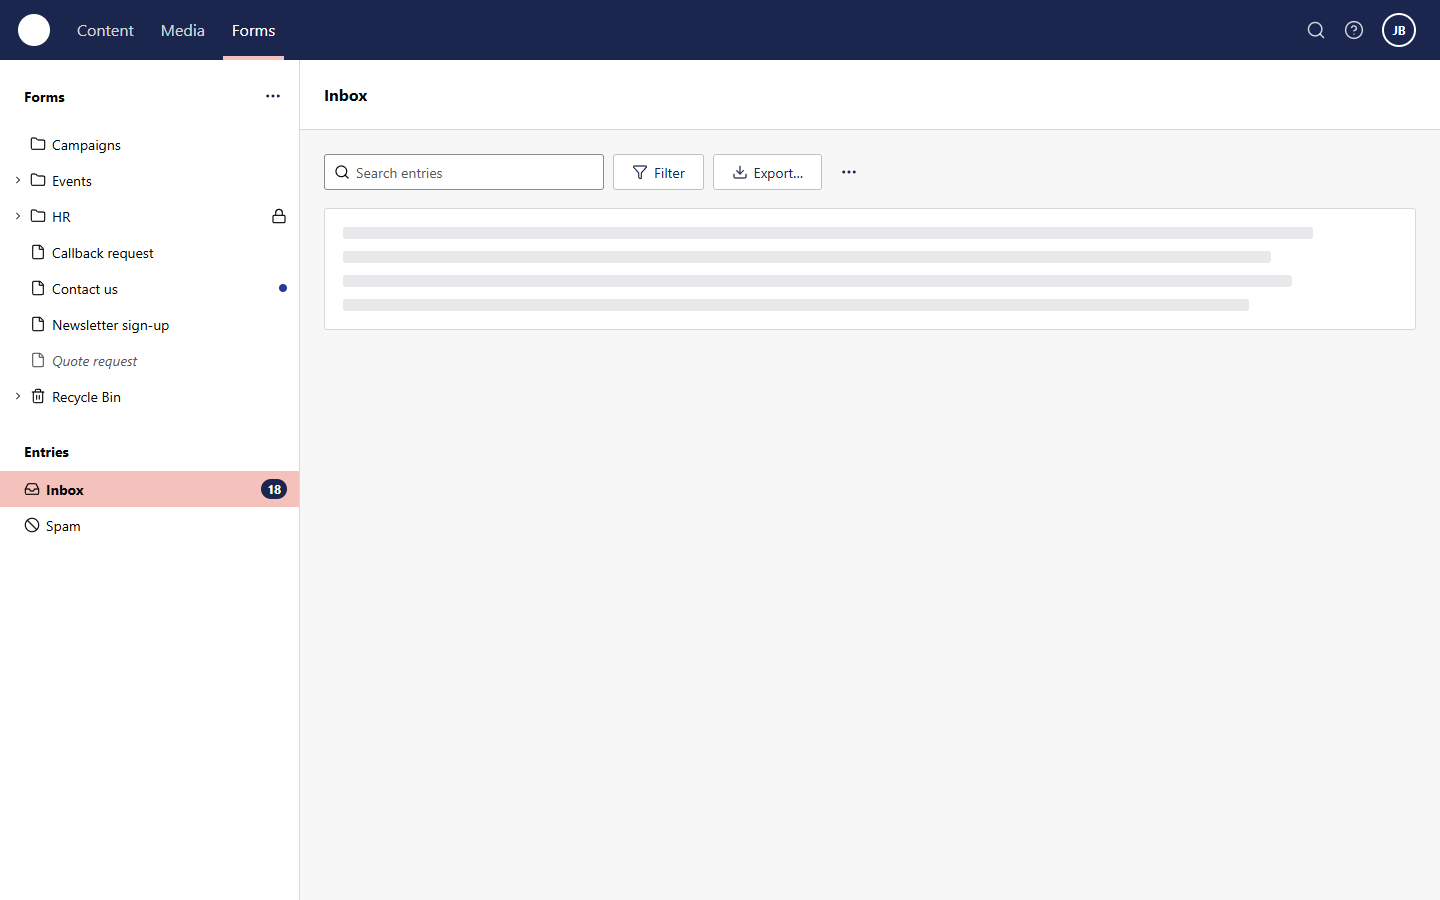 Content Media Forms
JB
Forms
Campaigns
Events
HR
Callback request
Contact us
Newsletter sign-up
Quote request
Recycle Bin
Entries
Inbox 18
Spam
Inbox
Search entries
Filter
Export...